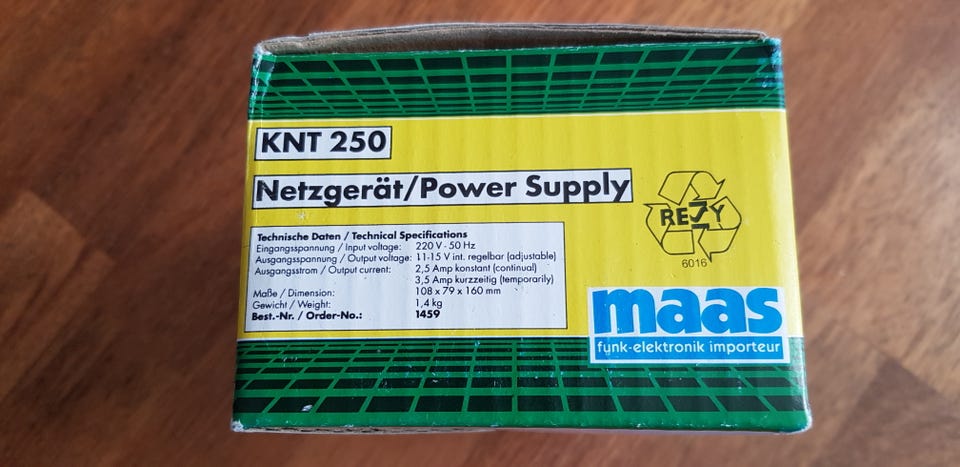 KNT 250
Netzgerät/Power Supply
RESY
6016
Technische Daten / Technical Specifications
Eingangsspannung / Input voltage: 220 V - 50 Hz
Ausgangsspannung / Output voltage: 11-15 V int. regelbar (adjustable)
Ausgangsstrom / Output current: 2,5 Amp konstant (continual)
3,5 Amp kurzzeitig (temporarily)
Maße / Dimension: 108 x 79 x 160 mm
Gewicht / Weight: 1,4 kg
Best.-Nr. / Order-No.: 1459
maas
funk-elektronik importeur